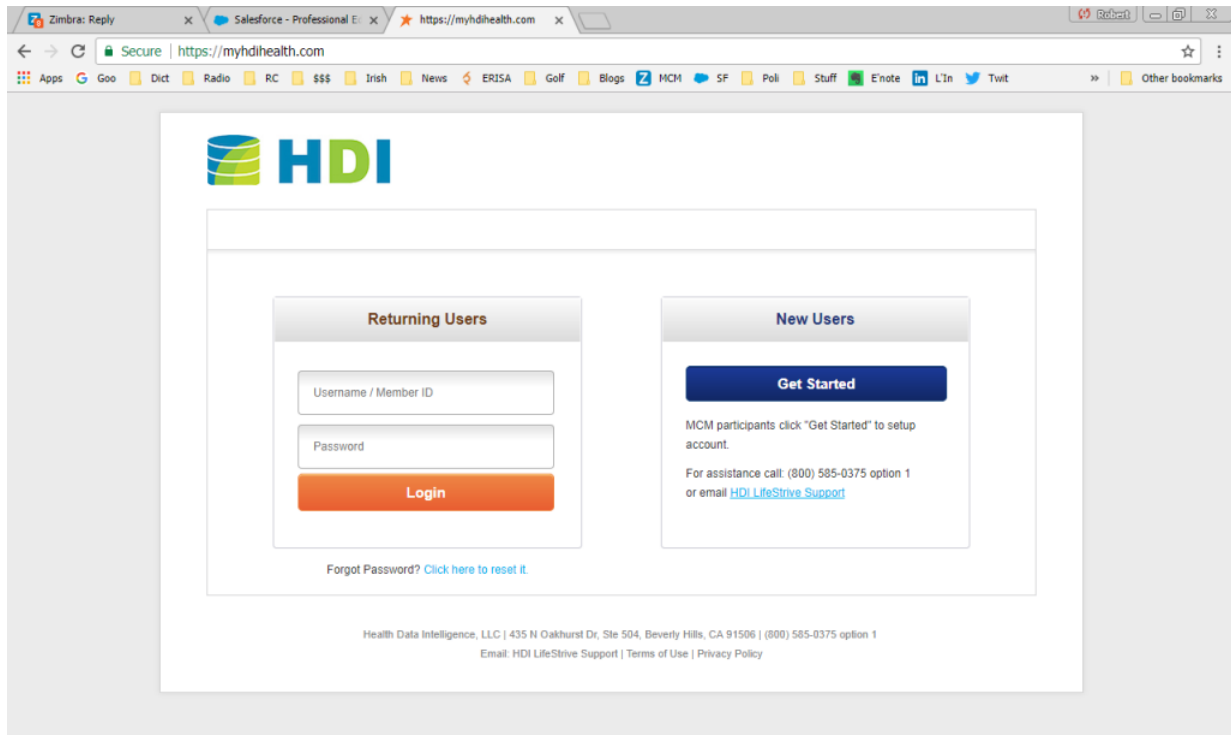 Zimbra: Reply
Salesforce - Professional E
https://myhdihealth.com
Robert
Secure | https://myhdihealth.com
Apps G Goo Dict Radio RC $$$ Irish News ERISA Golf Blogs Z MCM SF Poli Stuff E'note in L'In Twit » Other bookmarks
HDI
Returning Users
Username / Member ID
Password
Login
Forgot Password? Click here to reset it.
New Users
Get Started
MCM participants click "Get Started" to setup
account.
For assistance call: (800) 585-0375 option 1
or email HDI LifeStrive Support
Health Data Intelligence, LLC | 435 N Oakhurst Dr, Ste 504, Beverly Hills, CA 91506 | (800) 585-0375 option 1
Email: HDI LifeStrive Support | Terms of Use | Privacy Policy